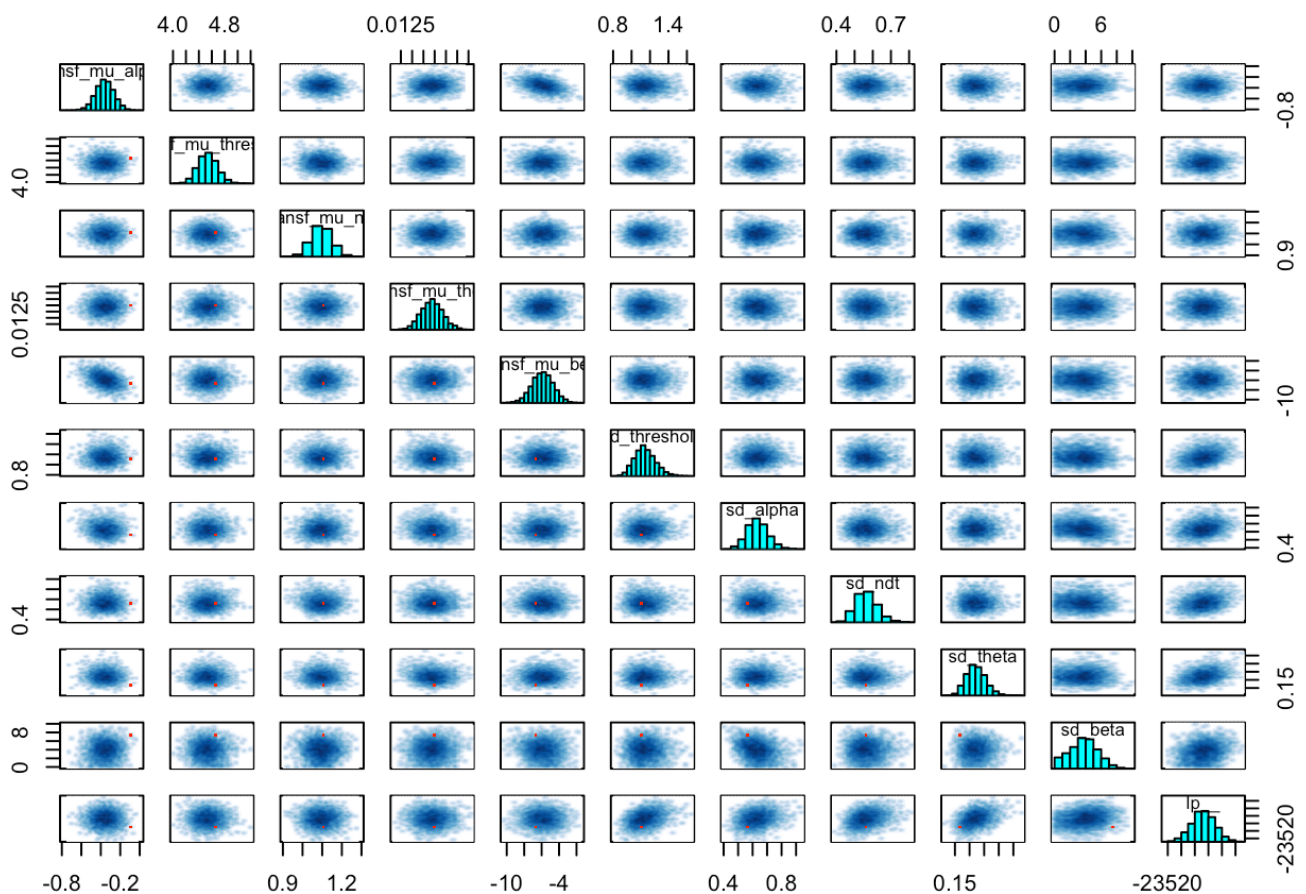 4.0 4.8 0.0125 0.8 1.4 0.4 0.7 0 6
nsf_mu_alp
-0.8
f_mu_thres
4.0
ansf_mu_n
0.9
nsf_mu_th
0.0125
nsf_mu_be
-10
d_threshol
0.8
sd_alpha
0.4
sd_ndt
0.4
sd_theta
0.15
sd_beta
0 8
lp__
-23520
-0.8 -0.2 0.9 1.2 -10 -4 0.4 0.8 0.15 -23520